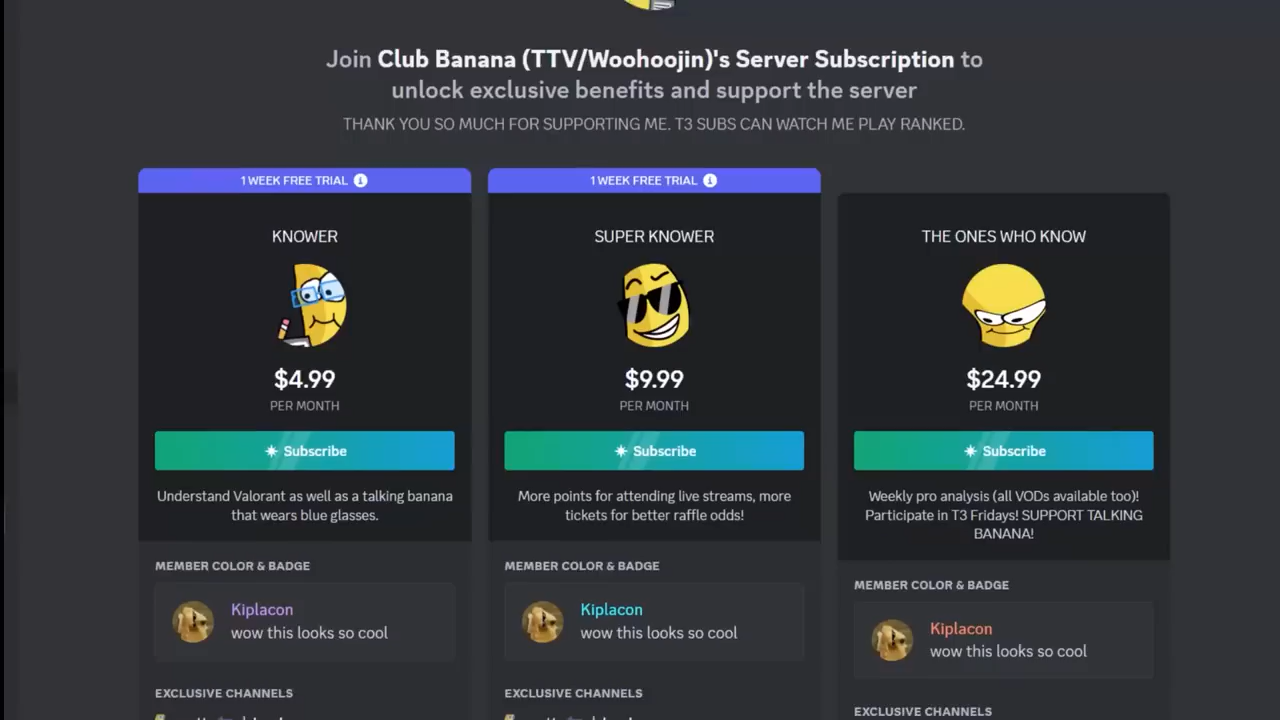 Join Club Banana (TTV/Woohoojin)'s Server Subscription to
unlock exclusive benefits and support the server
THANK YOU SO MUCH FOR SUPPORTING ME. T3 SUBS CAN WATCH ME PLAY RANKED.
1 WEEK FREE TRIAL
KNOWER
$4.99
PER MONTH
Subscribe
Understand Valorant as well as a talking banana
that wears blue glasses.
MEMBER COLOR & BADGE
Kiplacon
wow this looks so cool
EXCLUSIVE CHANNELS
1 WEEK FREE TRIAL
SUPER KNOWER
$9.99
PER MONTH
Subscribe
More points for attending live streams, more
tickets for better raffle odds!
MEMBER COLOR & BADGE
Kiplacon
wow this looks so cool
EXCLUSIVE CHANNELS
THE ONES WHO KNOW
$24.99
PER MONTH
Subscribe
Weekly pro analysis (all VODs available too)!
Participate in T3 Fridays! SUPPORT TALKING
BANANA!
MEMBER COLOR & BADGE
Kiplacon
wow this looks so cool
EXCLUSIVE CHANNELS